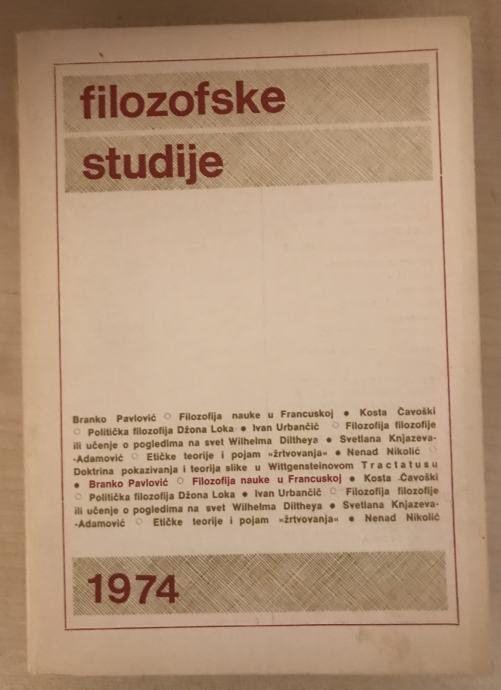 filozofske
studije
Branko Pavlović ○ Filozofija nauke u Francuskoj ● Kosta Čavoški
○ Politička filozofija Džona Loka ● Ivan Urbančič ○ Filozofija filozofije
ili učenje o pogledima na svet Wilhelma Diltheya ● Svetlana Knjazeva-
-Adamović ○ Etičke teorije i pojam »žrtvovanja« ● Nenad Nikolić ○
Doktrina pokazivanja i teorija slike u Wittgensteinovom Tractatusu
● Branko Pavlović ○ Filozofija nauke u Francuskoj ● Kosta Čavoški
○ Politička filozofija Džona Loka ● Ivan Urbančič ○ Filozofija filozofije
ili učenje o pogledima na svet Wilhelma Diltheya ● Svetlana Knjazeva-
-Adamović ○ Etičke teorije i pojam »žrtvovanja« ● Nenad Nikolić
1974